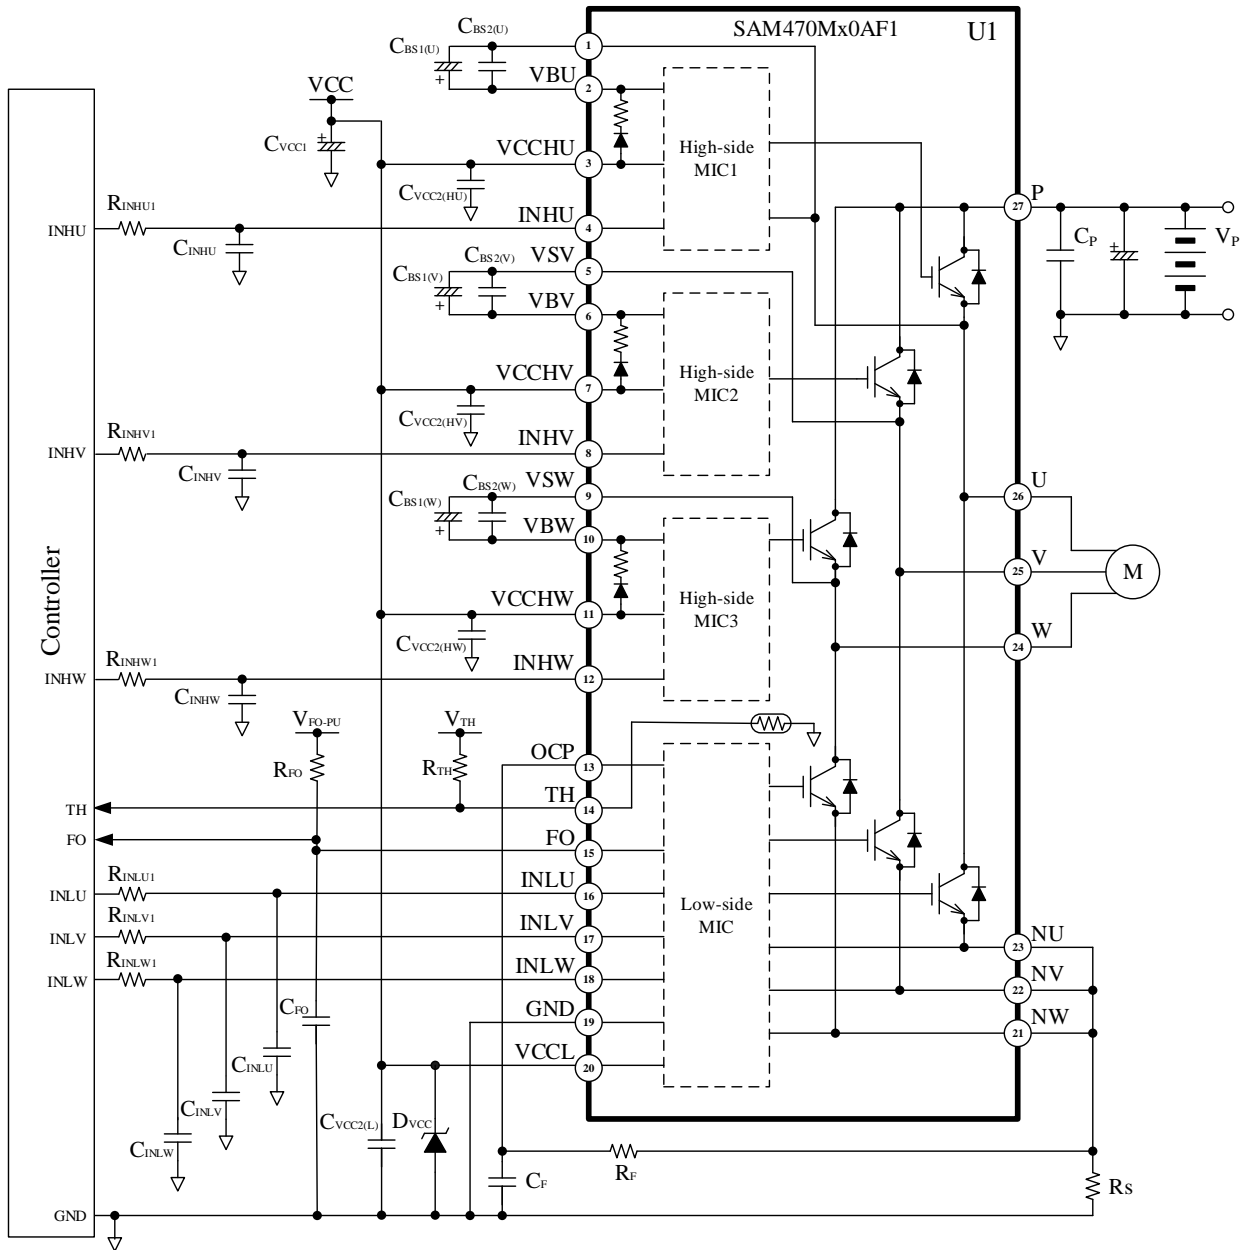 SAM470Mx0AF1
U1
CBS2(U)
CBS1(U)
1
VBU
2
VCC
CVCC1
VCCHU
3
CVCC2(HU)
High-side
MIC1
RINHU1
INHU
CINHU
INHU
4
P
27
CP
VP
VSV
5
CBS2(V)
CBS1(V)
VBV
6
VCCHV
7
CVCC2(HV)
High-side
MIC2
RINHV1
INHV
CINHV
INHV
8
VSW
9
CBS2(W)
CBS1(W)
VBW
10
U
26
V
25
M
W
24
Controller
VCCHW
11
CVCC2(HW)
High-side
MIC3
RINHW1
INHW
CINHW
INHW
12
VFO-PU
VTH
RFO
RTH
OCP
13
TH
TH
14
FO
FO
15
RINLU1
INLU
INLU
16
RINLV1
INLV
INLV
17
RINLW1
INLW
INLW
18
Low-side
MIC
NU
23
NV
22
NW
21
CFO
GND
19
VCCL
20
CINLU
CINLV
CINLW
CVCC2(L)
DVCC
CF
RF
RS
GND